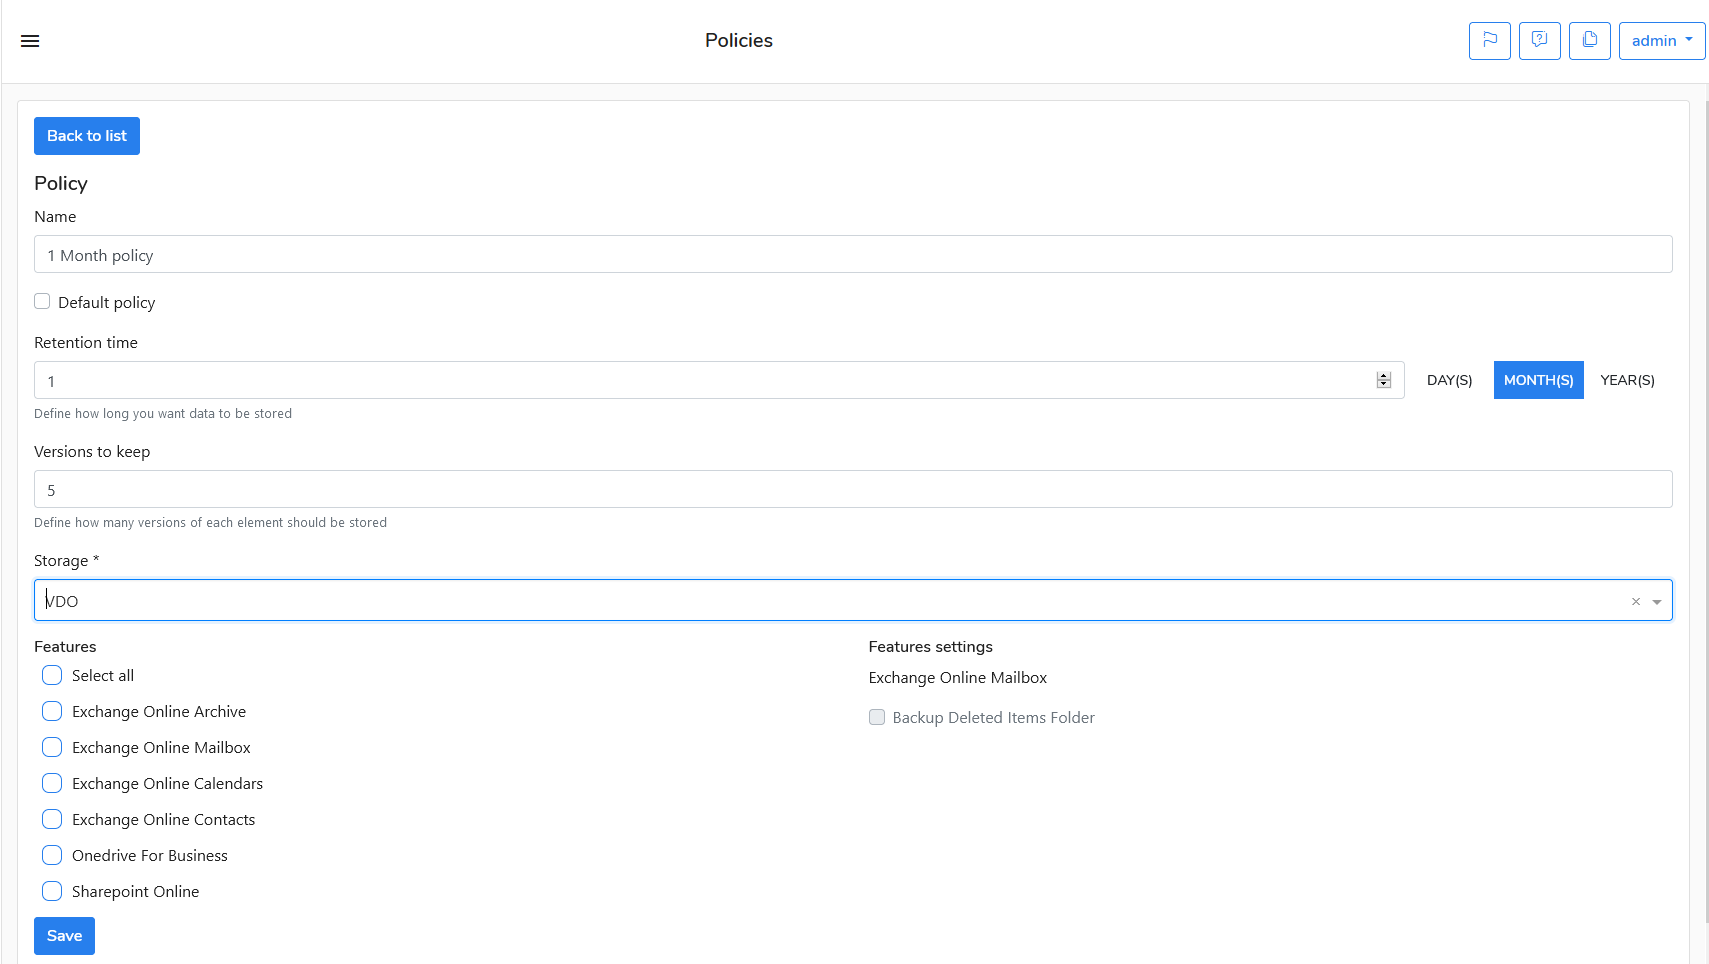 Policies
admin
Back to list
Policy
Name
1 Month policy
Default policy
Retention time
1
DAY(S) MONTH(S) YEAR(S)
Define how long you want data to be stored
Versions to keep
5
Define how many versions of each element should be stored
Storage *
VDO
Features
Select all
Exchange Online Archive
Exchange Online Mailbox
Exchange Online Calendars
Exchange Online Contacts
Onedrive For Business
Sharepoint Online
Features settings
Exchange Online Mailbox
Backup Deleted Items Folder
Save